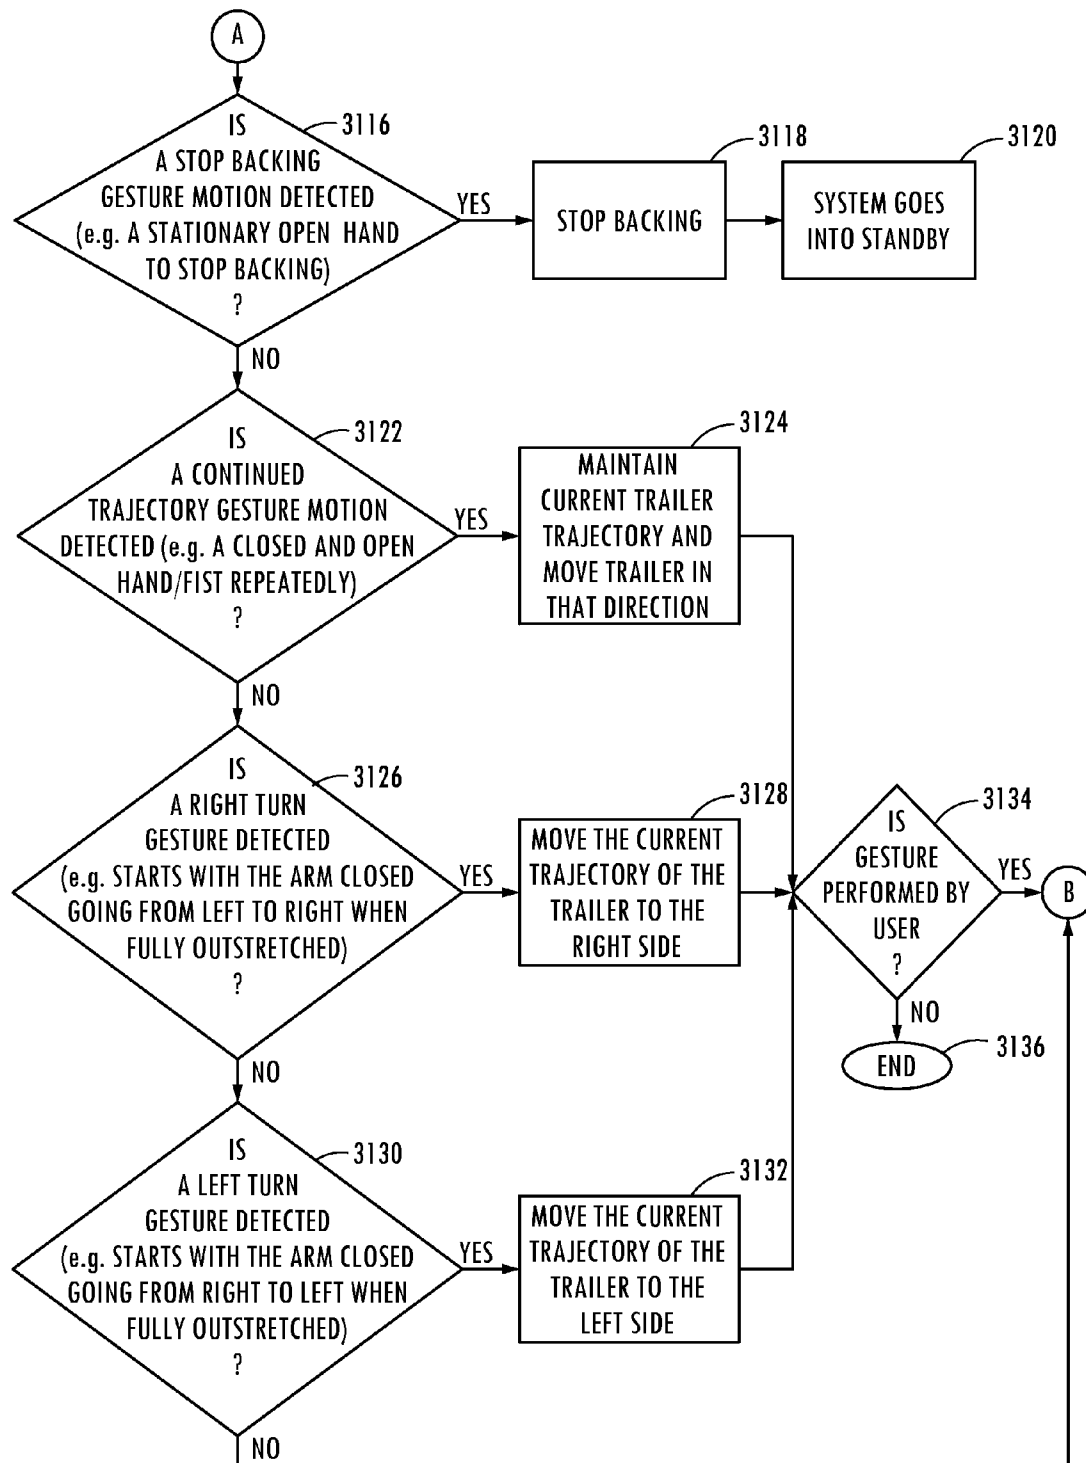 A
IS
A STOP BACKING
GESTURE MOTION DETECTED
(e.g. A STATIONARY OPEN HAND
TO STOP BACKING)
?
3116
YES
STOP BACKING
3118
SYSTEM GOES
INTO STANDBY
3120
NO
IS
A CONTINUED
TRAJECTORY GESTURE MOTION
DETECTED (e.g. A CLOSED AND OPEN
HAND/FIST REPEATEDLY)
?
3122
YES
MAINTAIN
CURRENT TRAILER
TRAJECTORY AND
MOVE TRAILER IN
THAT DIRECTION
3124
NO
IS
A RIGHT TURN
GESTURE DETECTED
(e.g. STARTS WITH THE ARM CLOSED
GOING FROM LEFT TO RIGHT WHEN
FULLY OUTSTRETCHED)
?
3126
YES
MOVE THE CURRENT
TRAJECTORY OF THE
TRAILER TO THE
RIGHT SIDE
3128
IS
GESTURE
PERFORMED BY
USER
?
3134
YES
B
NO
END
3136
NO
IS
A LEFT TURN
GESTURE DETECTED
(e.g. STARTS WITH THE ARM CLOSED
GOING FROM RIGHT TO LEFT WHEN
FULLY OUTSTRETCHED)
?
3130
YES
MOVE THE CURRENT
TRAJECTORY OF THE
TRAILER TO THE
LEFT SIDE
3132
NO